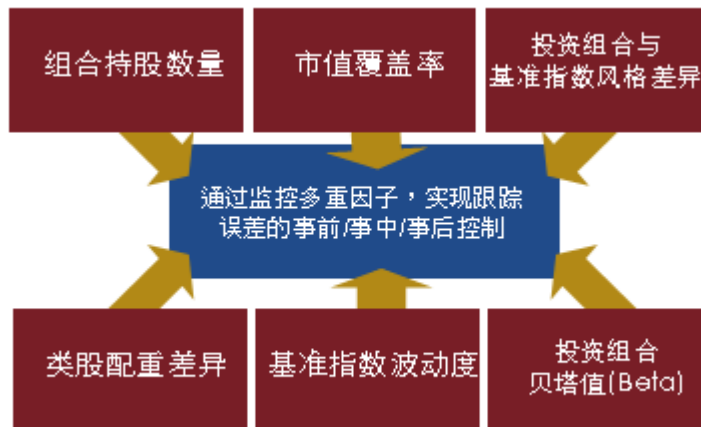 组合持股数量
市值覆盖率
投资组合与
基准指数风格差异
通过监控多重因子，实现跟踪
误差的事前/事中/事后控制
类股配重差异
基准指数波动度
投资组合
贝塔值(Beta)